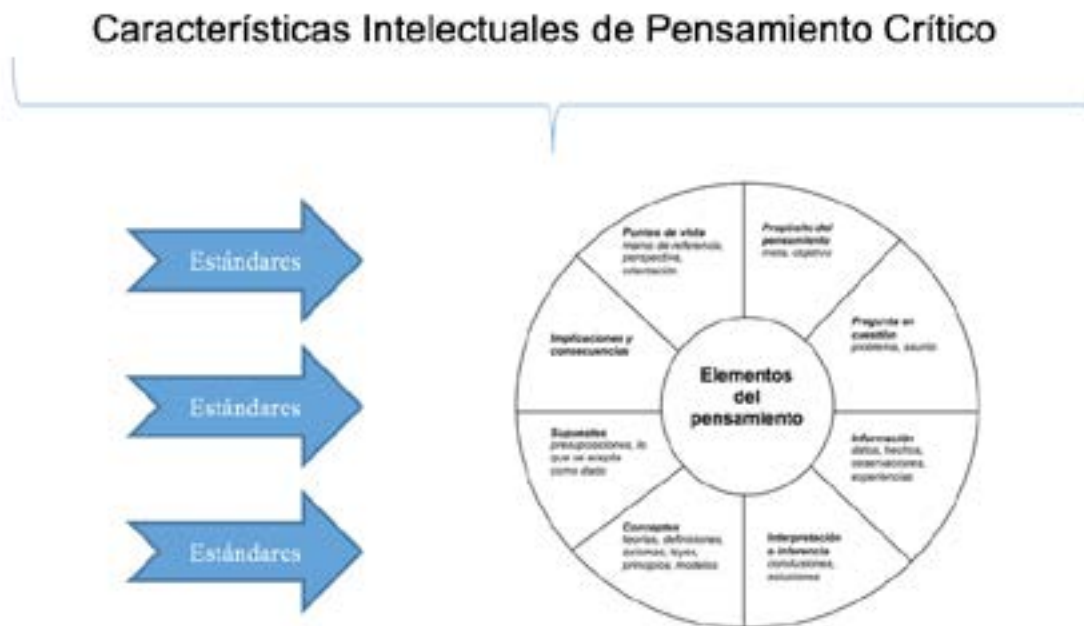 Características Intelectuales de Pensamiento Crítico
Estándares
Estándares
Estándares
Elementos
del
pensamiento
Propósito del
pensamiento
meta, objetivo
Pregunta en
cuestión
problema, asunto
Información
datos, hechos,
observaciones,
experiencias
Interpretación
e inferencia
conclusiones,
soluciones
Conceptos
teorías, definiciones,
axiomas, leyes,
principios, modelos
Supuestos
presuposiciones, lo
que se acepta
como dado
Implicaciones y
consecuencias
Puntos de vista
marco de referencia,
perspectiva,
orientación